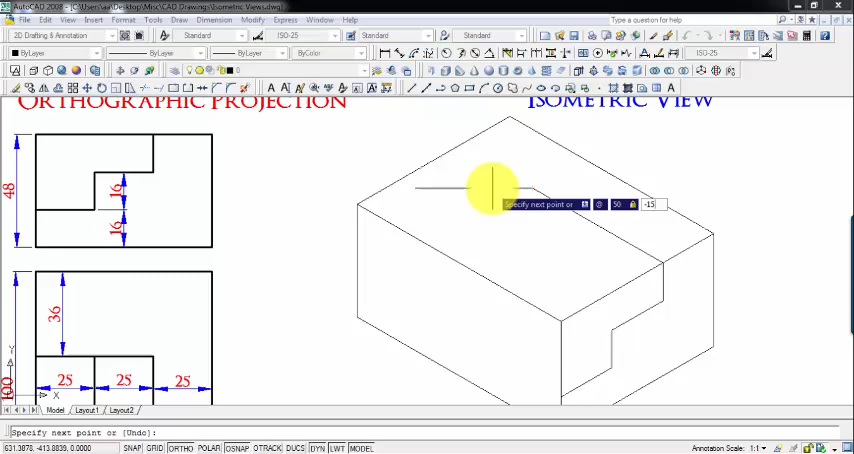 AutoCAD 2008 - [C:\Users\aa\Desktop\Misc\CAD Drawings\Isometric Views.dwg]
File Edit View Insert Format Tools Draw Dimension Modify Window Help Express
Type a question for help
2D Drafting & Annotation
Standard
ISO-25
Standard
Standard
ByLayer
ByLayer
ByLayer
ByColor
ISO-25
0
Orthographic Projection
Isometric View
48
16
16
Specify next point or
@
50
-15
36
100
25
25
25
Y
X
Model Layout1 Layout2
Specify next point or [Undo]:
631.3878, -413.8839, 0.0000
SNAP GRID ORTHO POLAR OSNAP OTRACK DUCS DYN LWT MODEL
Annotation Scale: 1:1